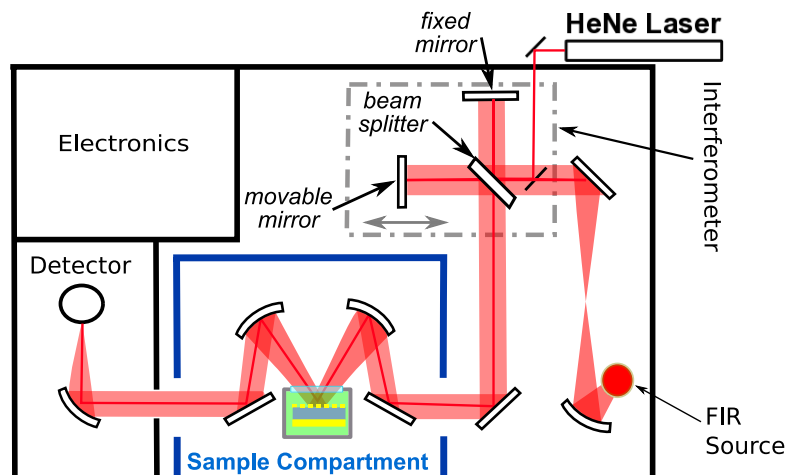 HeNe Laser
fixed
mirror
beam
splitter
Electronics
Interferometer
movable
mirror
Detector
FIR
Source
Sample Compartment